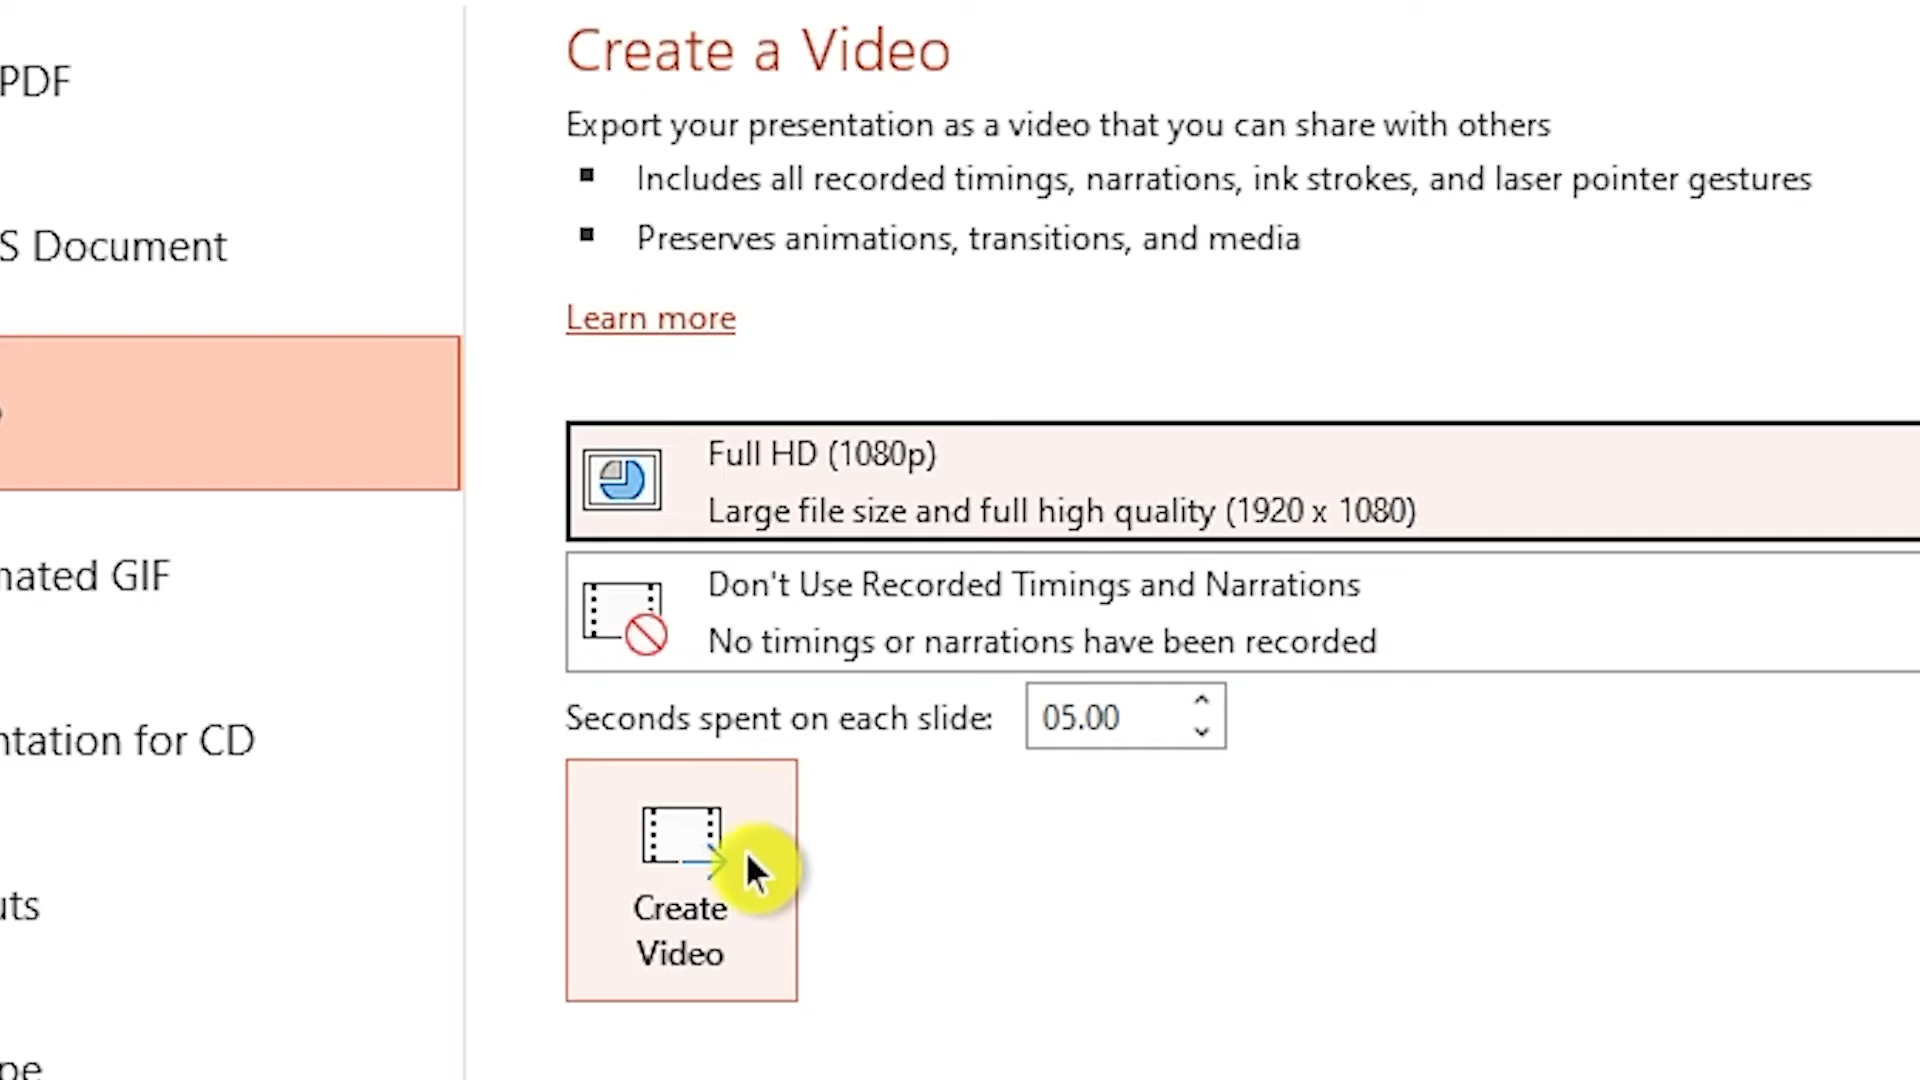 PDF
S Document
nated GIF
ntation for CD
uts
pe
Create a Video
Export your presentation as a video that you can share with others
Includes all recorded timings, narrations, ink strokes, and laser pointer gestures
Preserves animations, transitions, and media
Learn more
Full HD (1080p)
Large file size and full high quality (1920 x 1080)
Don't Use Recorded Timings and Narrations
No timings or narrations have been recorded
Seconds spent on each slide: 05.00
Create
Video